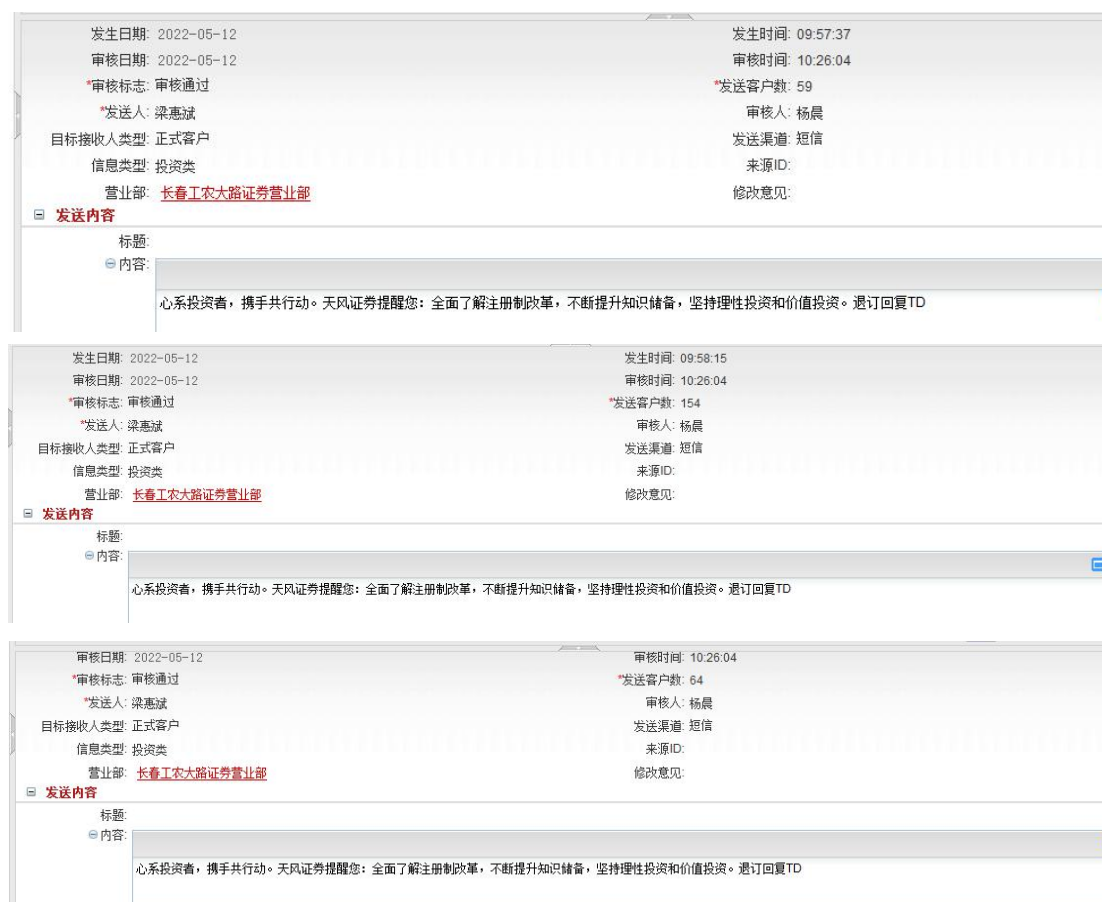 发生日期: 2022-05-12 发生时间: 09:57:37
审核日期: 2022-05-12 审核时间: 10:26:04
*审核标志: 审核通过 *发送客户数: 59
*发送人: 梁惠斌 审核人: 杨晨
目标接收人类型: 正式客户 发送渠道: 短信
信息类型: 投资类 来源ID:
营业部: 长春工农大路证券营业部 修改意见:
发送内容
标题:
内容:
心系投资者，携手共行动。天风证券提醒您：全面了解注册制改革，不断提升知识储备，坚持理性投资和价值投资。退订回复TD
发生日期: 2022-05-12 发生时间: 09:58:15
审核日期: 2022-05-12 审核时间: 10:26:04
*审核标志: 审核通过 *发送客户数: 154
*发送人: 梁惠斌 审核人: 杨晨
目标接收人类型: 正式客户 发送渠道: 短信
信息类型: 投资类 来源ID:
营业部: 长春工农大路证券营业部 修改意见:
发送内容
标题:
内容:
心系投资者，携手共行动。天风证券提醒您：全面了解注册制改革，不断提升知识储备，坚持理性投资和价值投资。退订回复TD
审核日期: 2022-05-12 审核时间: 10:26:04
*审核标志: 审核通过 *发送客户数: 64
*发送人: 梁惠斌 审核人: 杨晨
目标接收人类型: 正式客户 发送渠道: 短信
信息类型: 投资类 来源ID:
营业部: 长春工农大路证券营业部 修改意见:
发送内容
标题:
内容:
心系投资者，携手共行动。天风证券提醒您：全面了解注册制改革，不断提升知识储备，坚持理性投资和价值投资。退订回复TD